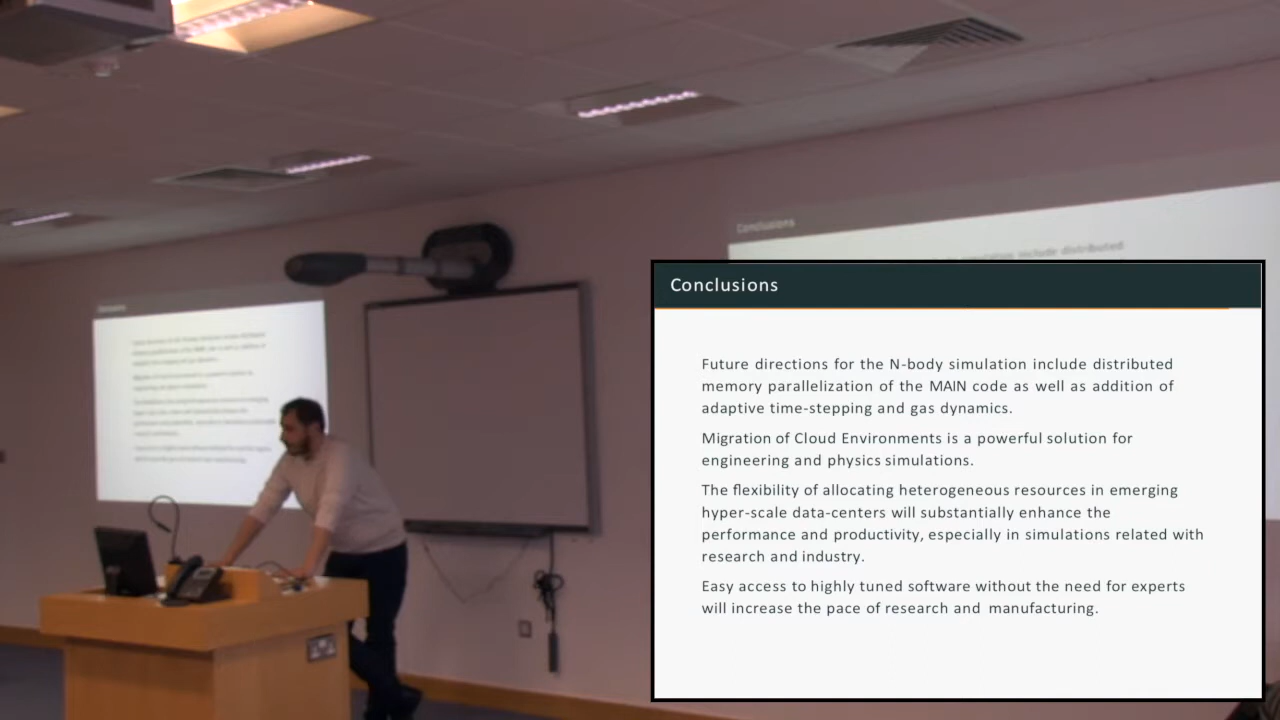 Conclusions
include distributed
Conclusions
Future directions for the N-body simulation include distributed
memory parallelization of the MAIN code as well as addition of
adaptive time-stepping and gas dynamics.
Migration of Cloud Environments is a powerful solution for
engineering and physics simulations.
The flexibility of allocating heterogeneous resources in emerging
hyper-scale data-centers will substantially enhance the
performance and productivity, especially in simulations related with
research and industry.
Easy access to highly tuned software without the need for experts
will increase the pace of research and manufacturing.